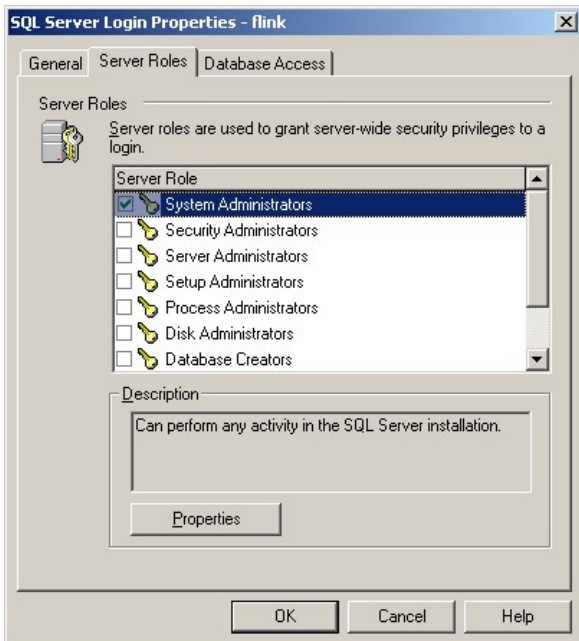 SQL Server Login Properties - flink
General Server Roles Database Access
Server Roles
Server roles are used to grant server-wide security privileges to a
login.
Server Role
System Administrators
Security Administrators
Server Administrators
Setup Administrators
Process Administrators
Disk Administrators
Database Creators
Description
Can perform any activity in the SQL Server installation.
Properties
OK Cancel Help